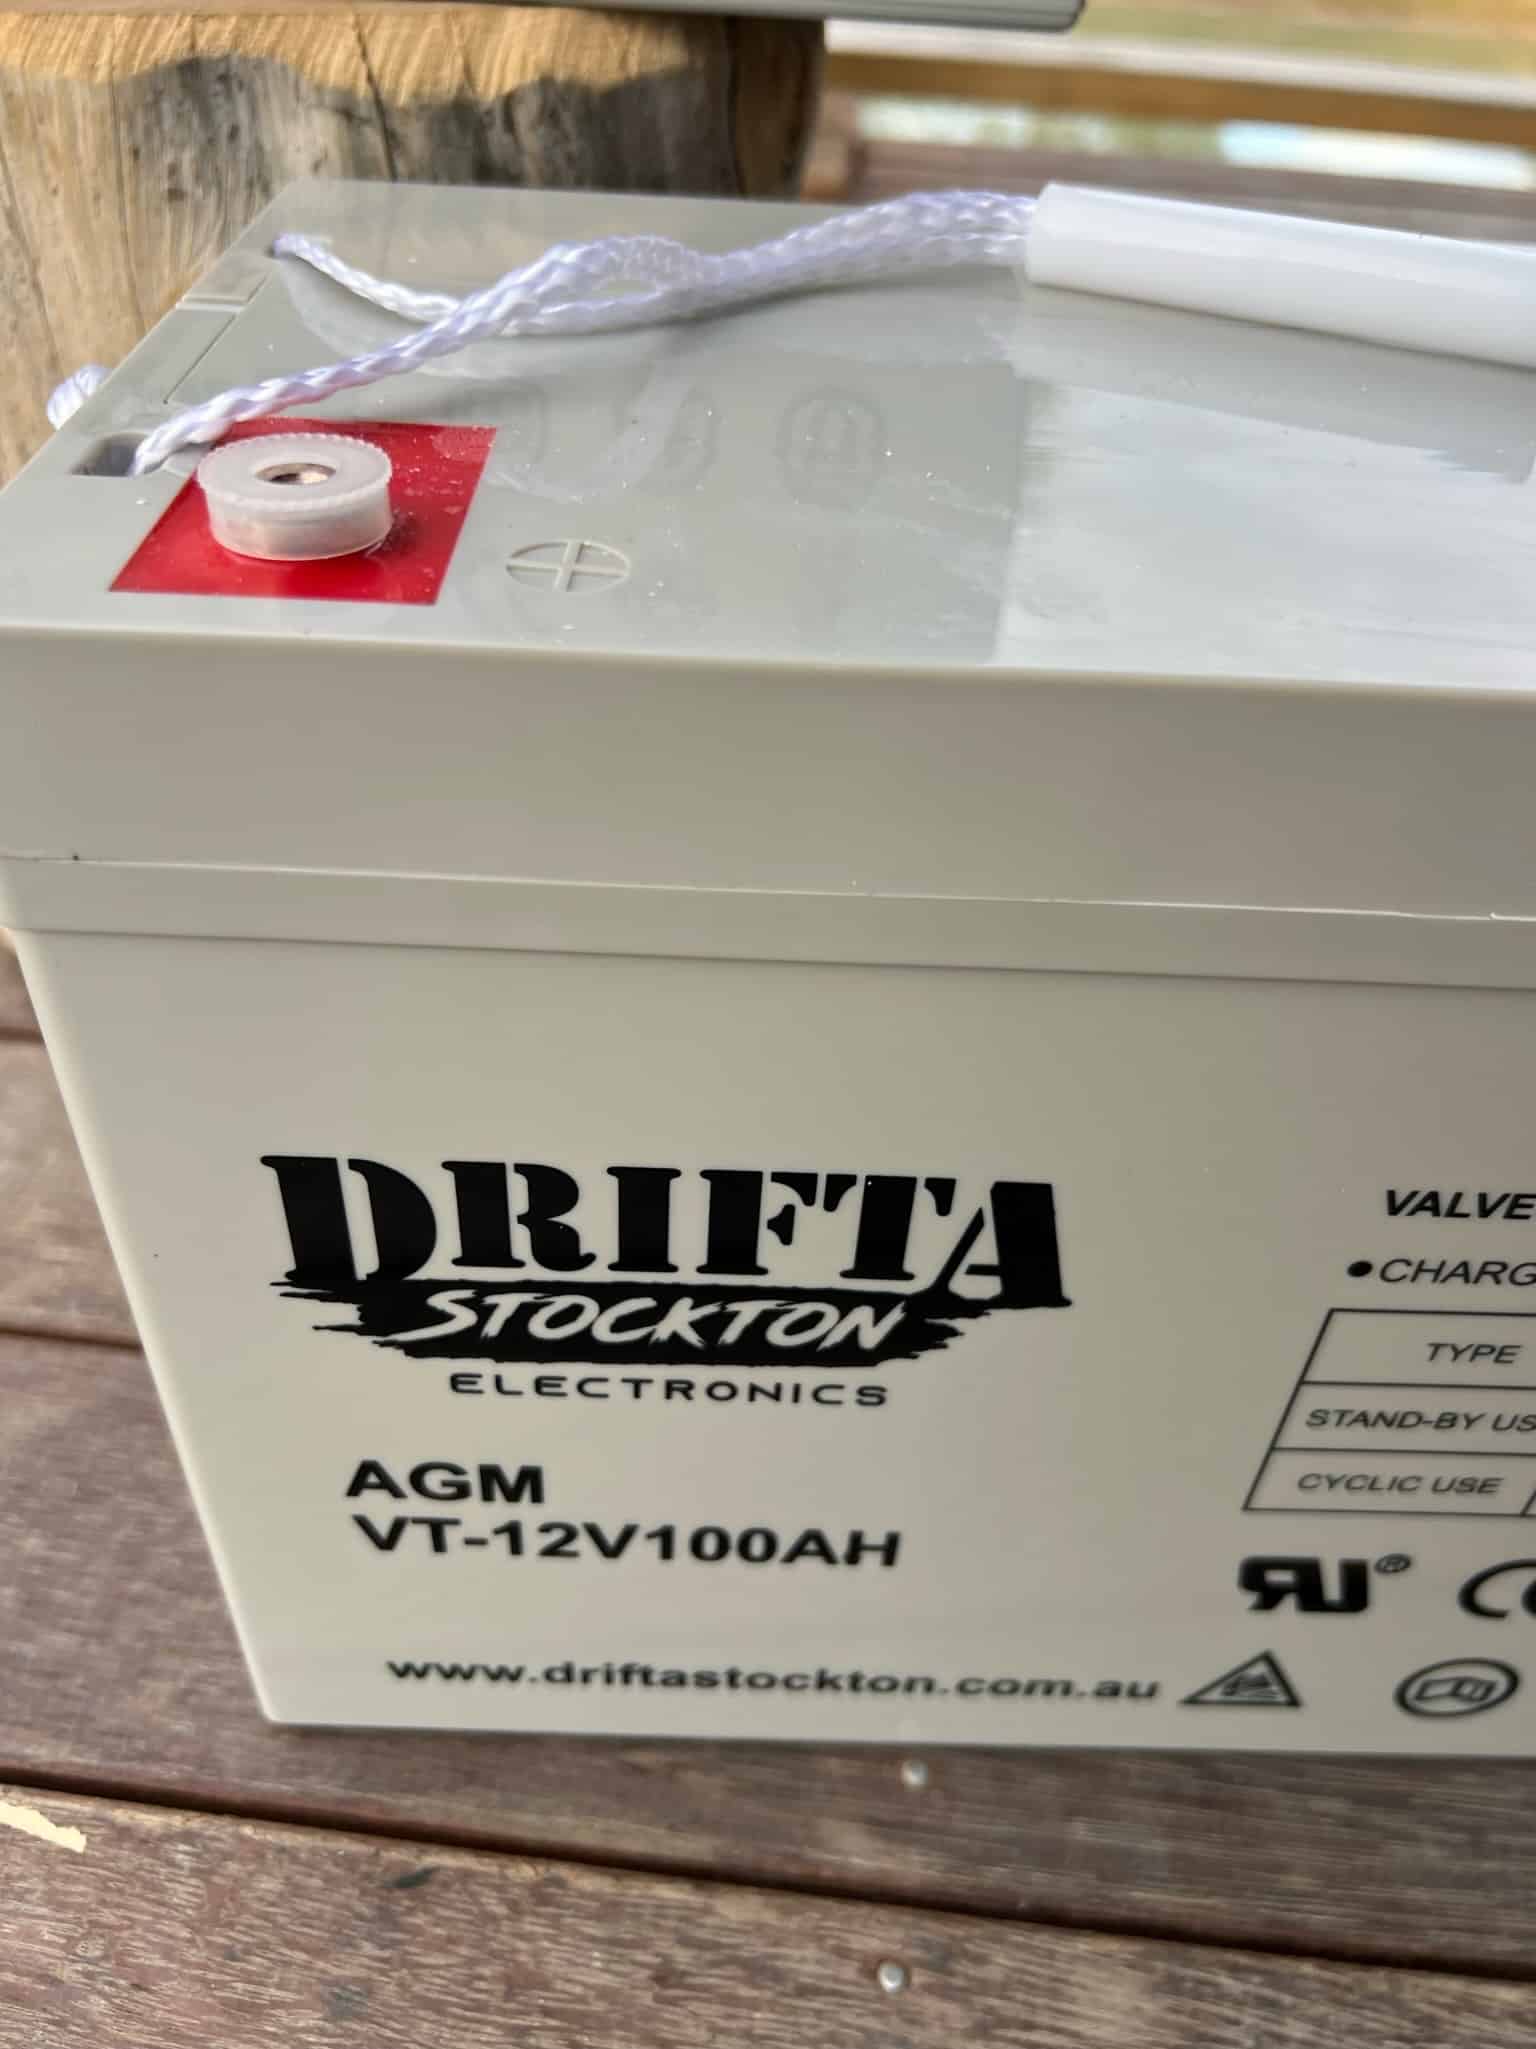 DRIFTA
STOCKTON
ELECTRONICS
AGM
VT-12V100AH
www.driftastockton.com.au
VALVE
•CHARG
TYPE
STAND-BY US
CYCLIC USE